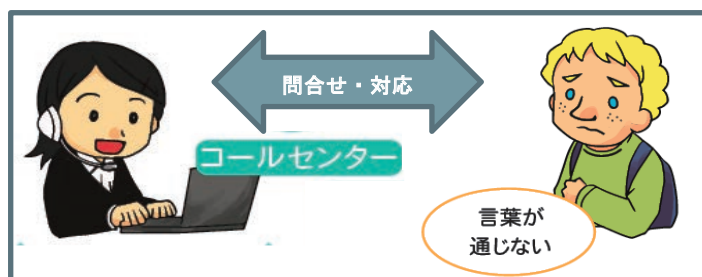 問合せ・対応
コールセンター
言葉が
通じない